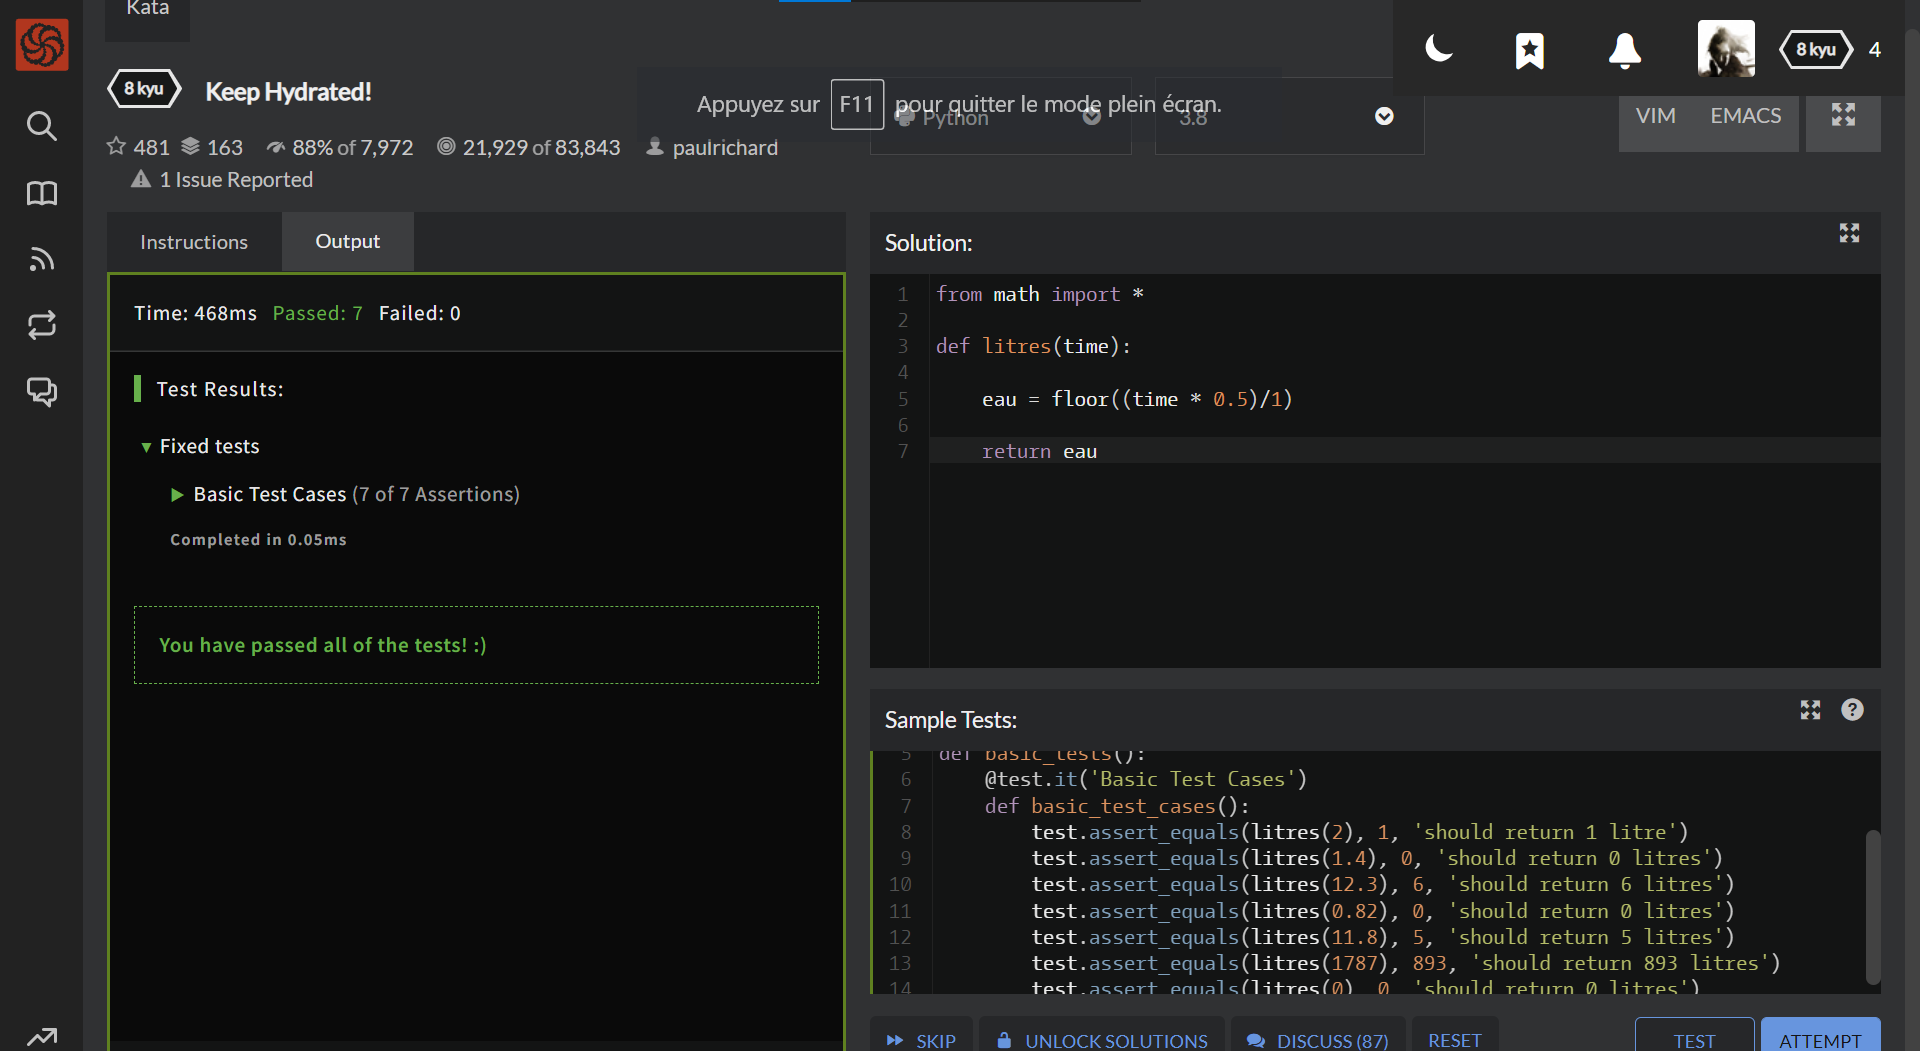 Kata
8 kyu
4
8 kyu Keep Hydrated!
Appuyez sur F11 pour quitter le mode plein écran.
Python
3.8
VIM EMACS
481 163 88% of 7,972 21,929 of 83,843 paulrichard
1 Issue Reported
Instructions Output
Time: 468ms Passed: 7 Failed: 0
Test Results:
Fixed tests
Basic Test Cases (7 of 7 Assertions)
Completed in 0.05ms
You have passed all of the tests! :)
Solution:
1 from math import *
2
3 def litres(time):
4
5 eau = floor((time * 0.5)/1)
6
7 return eau
Sample Tests:
5 def basic_tests():
6 @test.it('Basic Test Cases')
7 def basic_test_cases():
8 test.assert_equals(litres(2), 1, 'should return 1 litre')
9 test.assert_equals(litres(1.4), 0, 'should return 0 litres')
10 test.assert_equals(litres(12.3), 6, 'should return 6 litres')
11 test.assert_equals(litres(0.82), 0, 'should return 0 litres')
12 test.assert_equals(litres(11.8), 5, 'should return 5 litres')
13 test.assert_equals(litres(1787), 893, 'should return 893 litres')
14 test.assert_equals(litres(0), 0, 'should return 0 litres')
SKIP UNLOCK SOLUTIONS DISCUSS (87) RESET TEST ATTEMPT